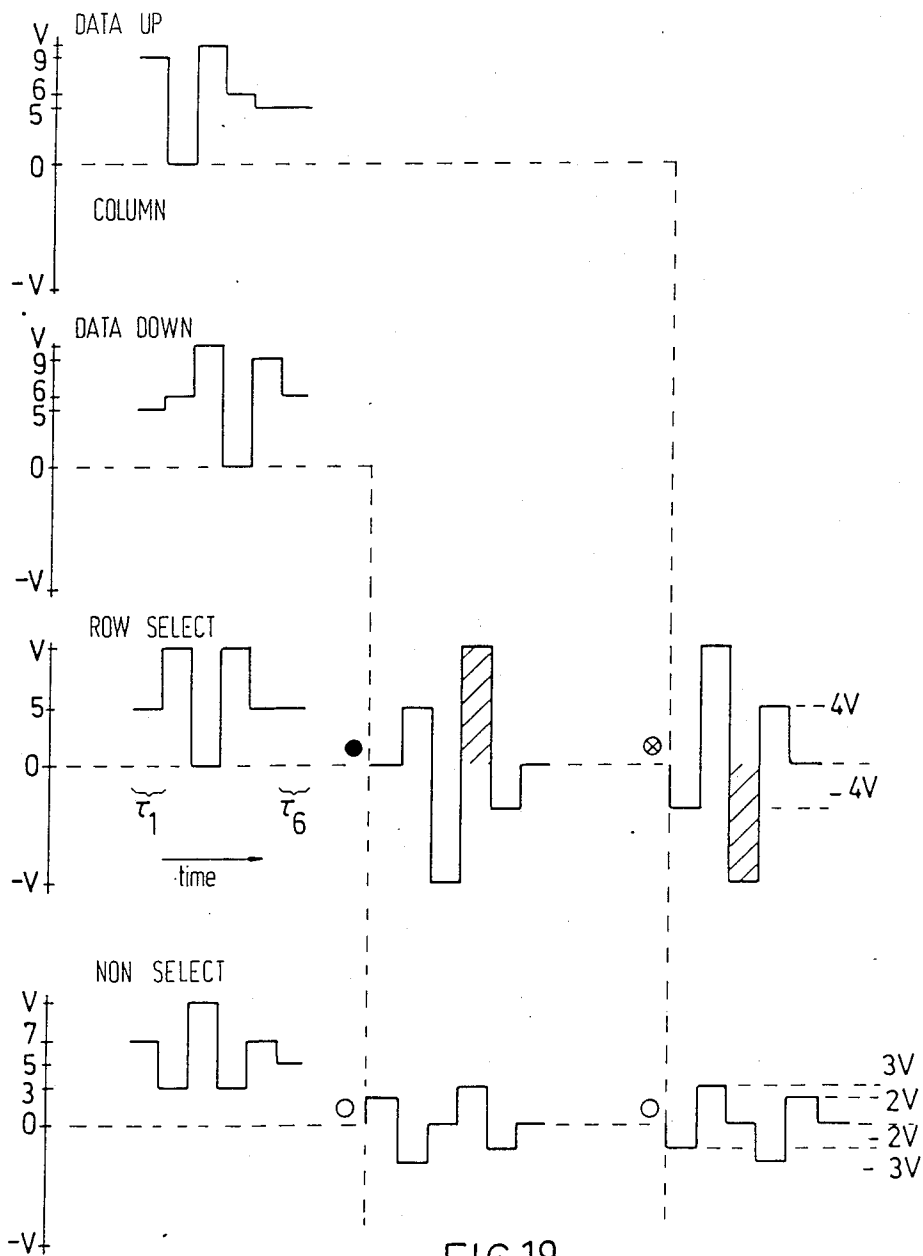 DATA UP
V
9
6
5
0
COLUMN
-V
DATA DOWN
V
9
6
5
0
-V
ROW SELECT
V
5
0
τ1
τ6
time
-V
4V
- 4V
NON SELECT
V
7
5
3
0
-V
3V
2V
- 2V
- 3V
FIG.19